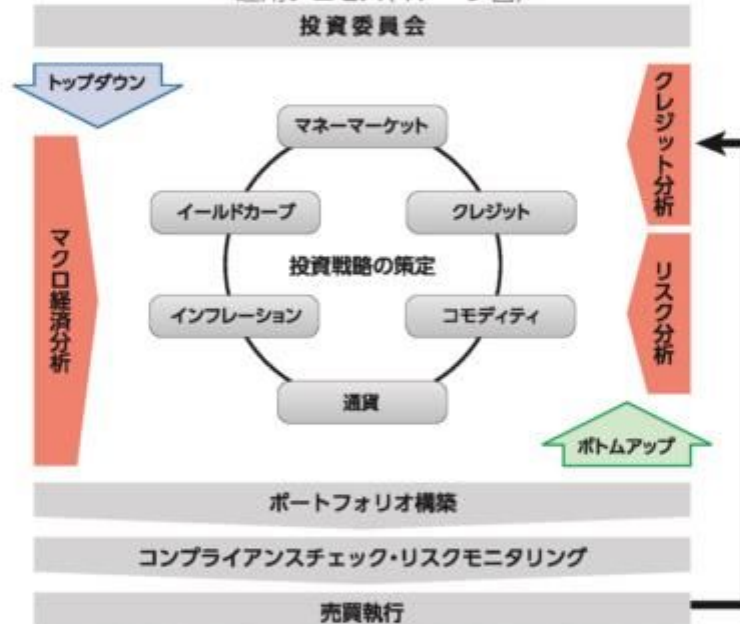 投資委員会
トップダウン
クレジット分析
マネーマーケット
イールドカーブ
クレジット
投資戦略の策定
マクロ経済分析
リスク分析
インフレーション
コモディティ
通貨
ボトムアップ
ポートフォリオ構築
コンプライアンスチェック・リスクモニタリング
売買執行